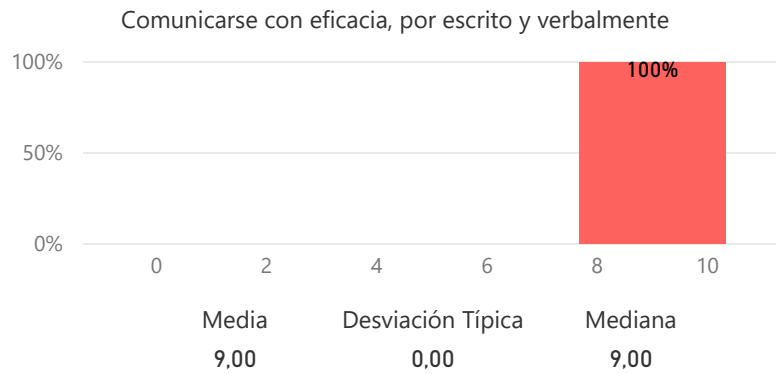 Comunicarse con eficacia, por escrito y verbalmente
100%
100%
50%
0%
0 2 4 6 8 10
Media Desviación Típica Mediana
9,00 0,00 9,00